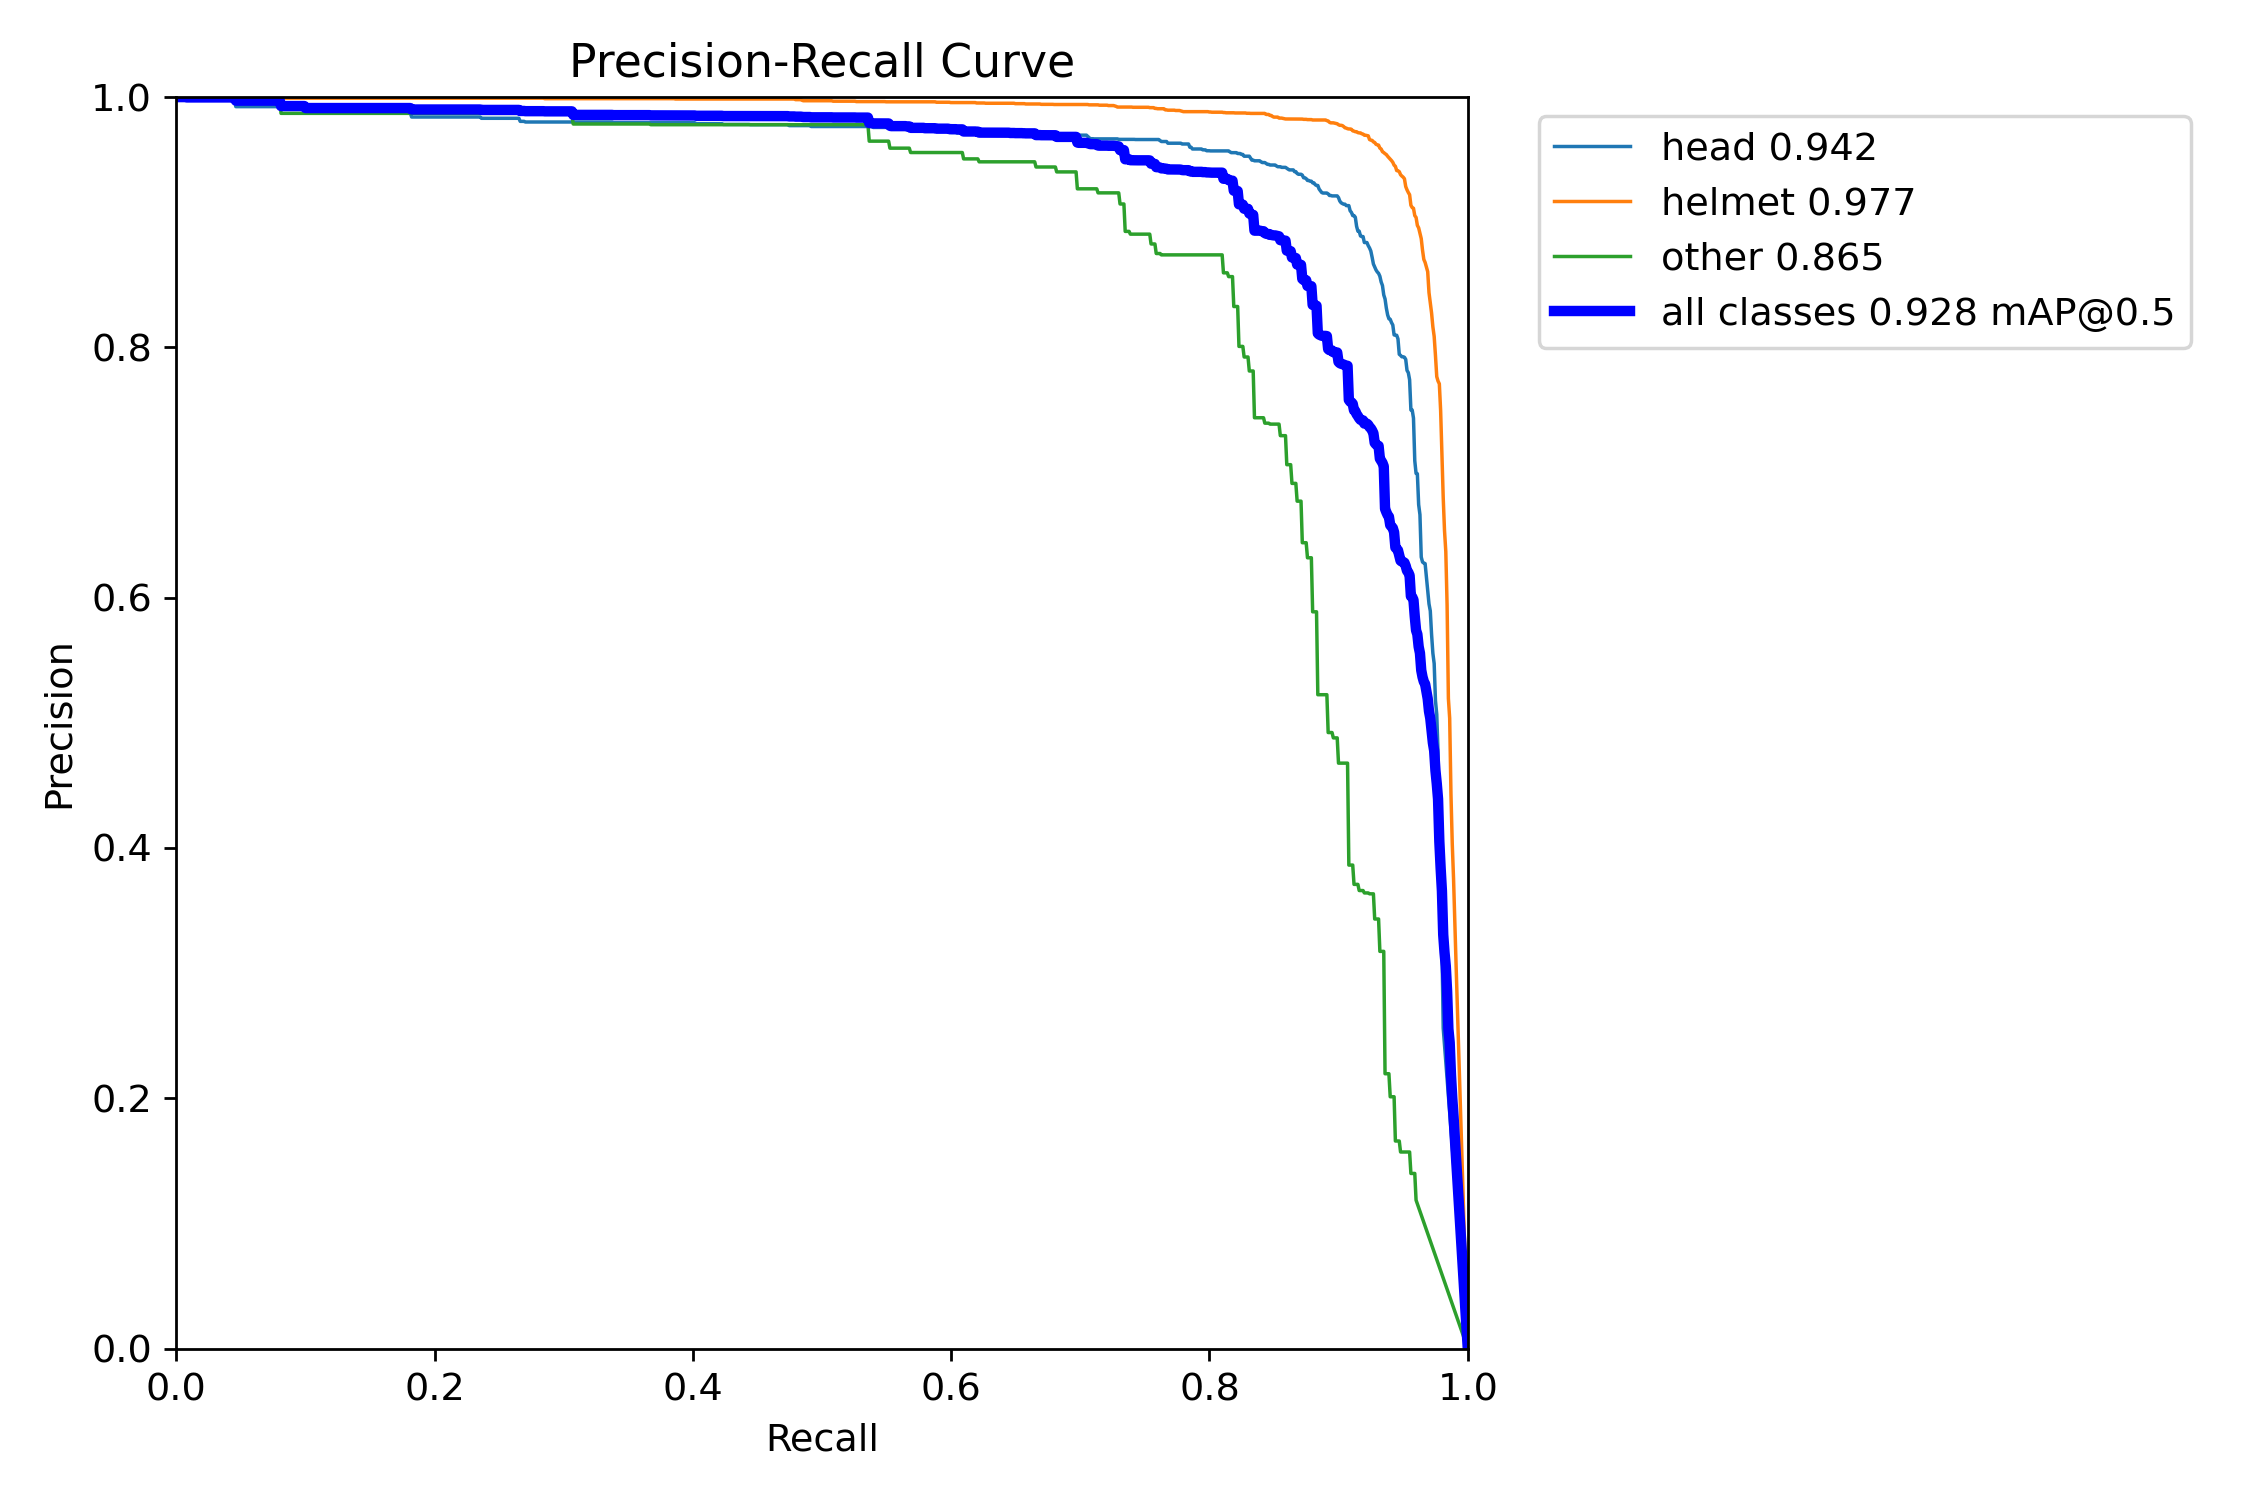 Precision-Recall Curve
1.0
0.8
0.6
0.4
0.2
0.0
Precision
0.0 0.2 0.4 0.6 0.8 1.0
Recall
head 0.942
helmet 0.977
other 0.865
all classes 0.928 mAP@0.5